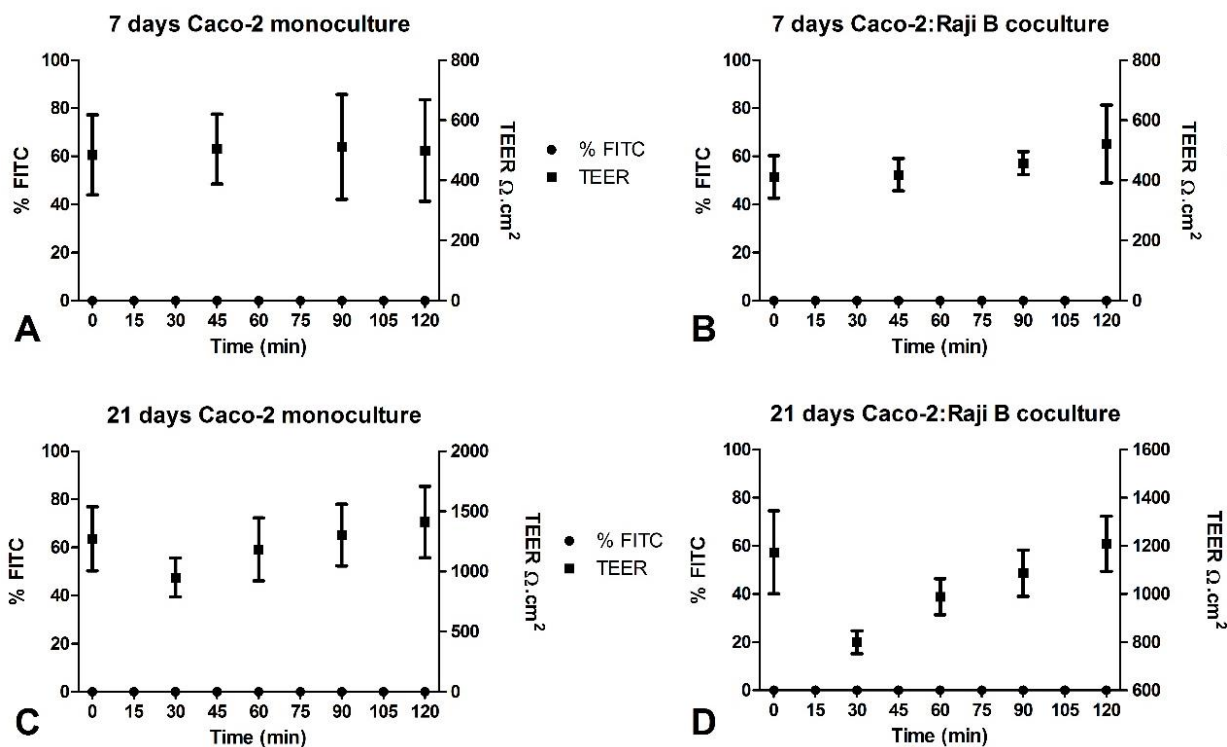 7 days Caco-2 monoculture
100
80
60
40
20
0
% FITC
800
600
400
200
0
TEER Ω.cm²
0 15 30 45 60 75 90 105 120
Time (min)
A
% FITC
TEER
7 days Caco-2:Raji B coculture
100
80
60
40
20
0
% FITC
800
600
400
200
0
TEER Ω.cm²
0 15 30 45 60 75 90 105 120
Time (min)
B
21 days Caco-2 monoculture
100
80
60
40
20
0
% FITC
2000
1500
1000
500
0
TEER Ω.cm²
0 15 30 45 60 75 90 105 120
Time (min)
C
% FITC
TEER
21 days Caco-2:Raji B coculture
100
80
60
40
20
0
% FITC
1600
1400
1200
1000
800
600
TEER Ω.cm²
0 15 30 45 60 75 90 105 120
Time (min)
D